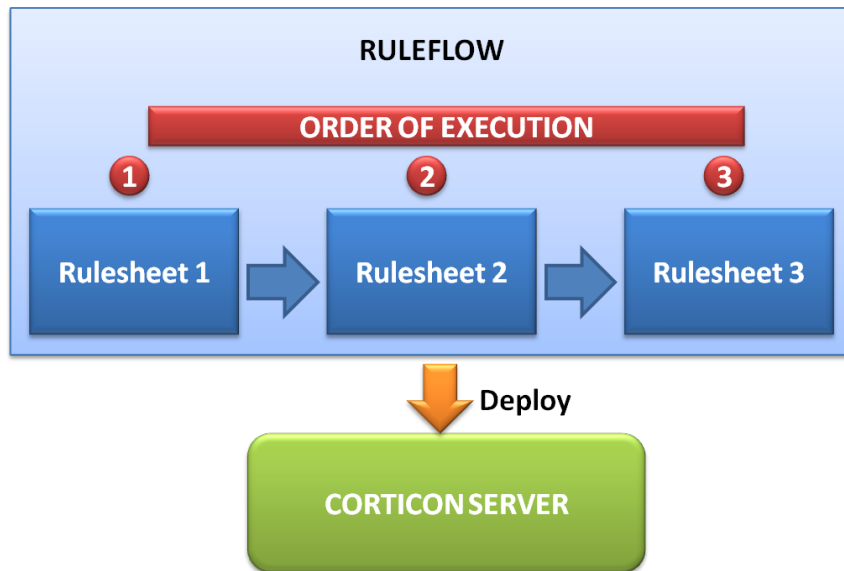 RULEFLOW
ORDER OF EXECUTION
1 2 3
Rulesheet 1 Rulesheet 2 Rulesheet 3
Deploy
CORTICON SERVER